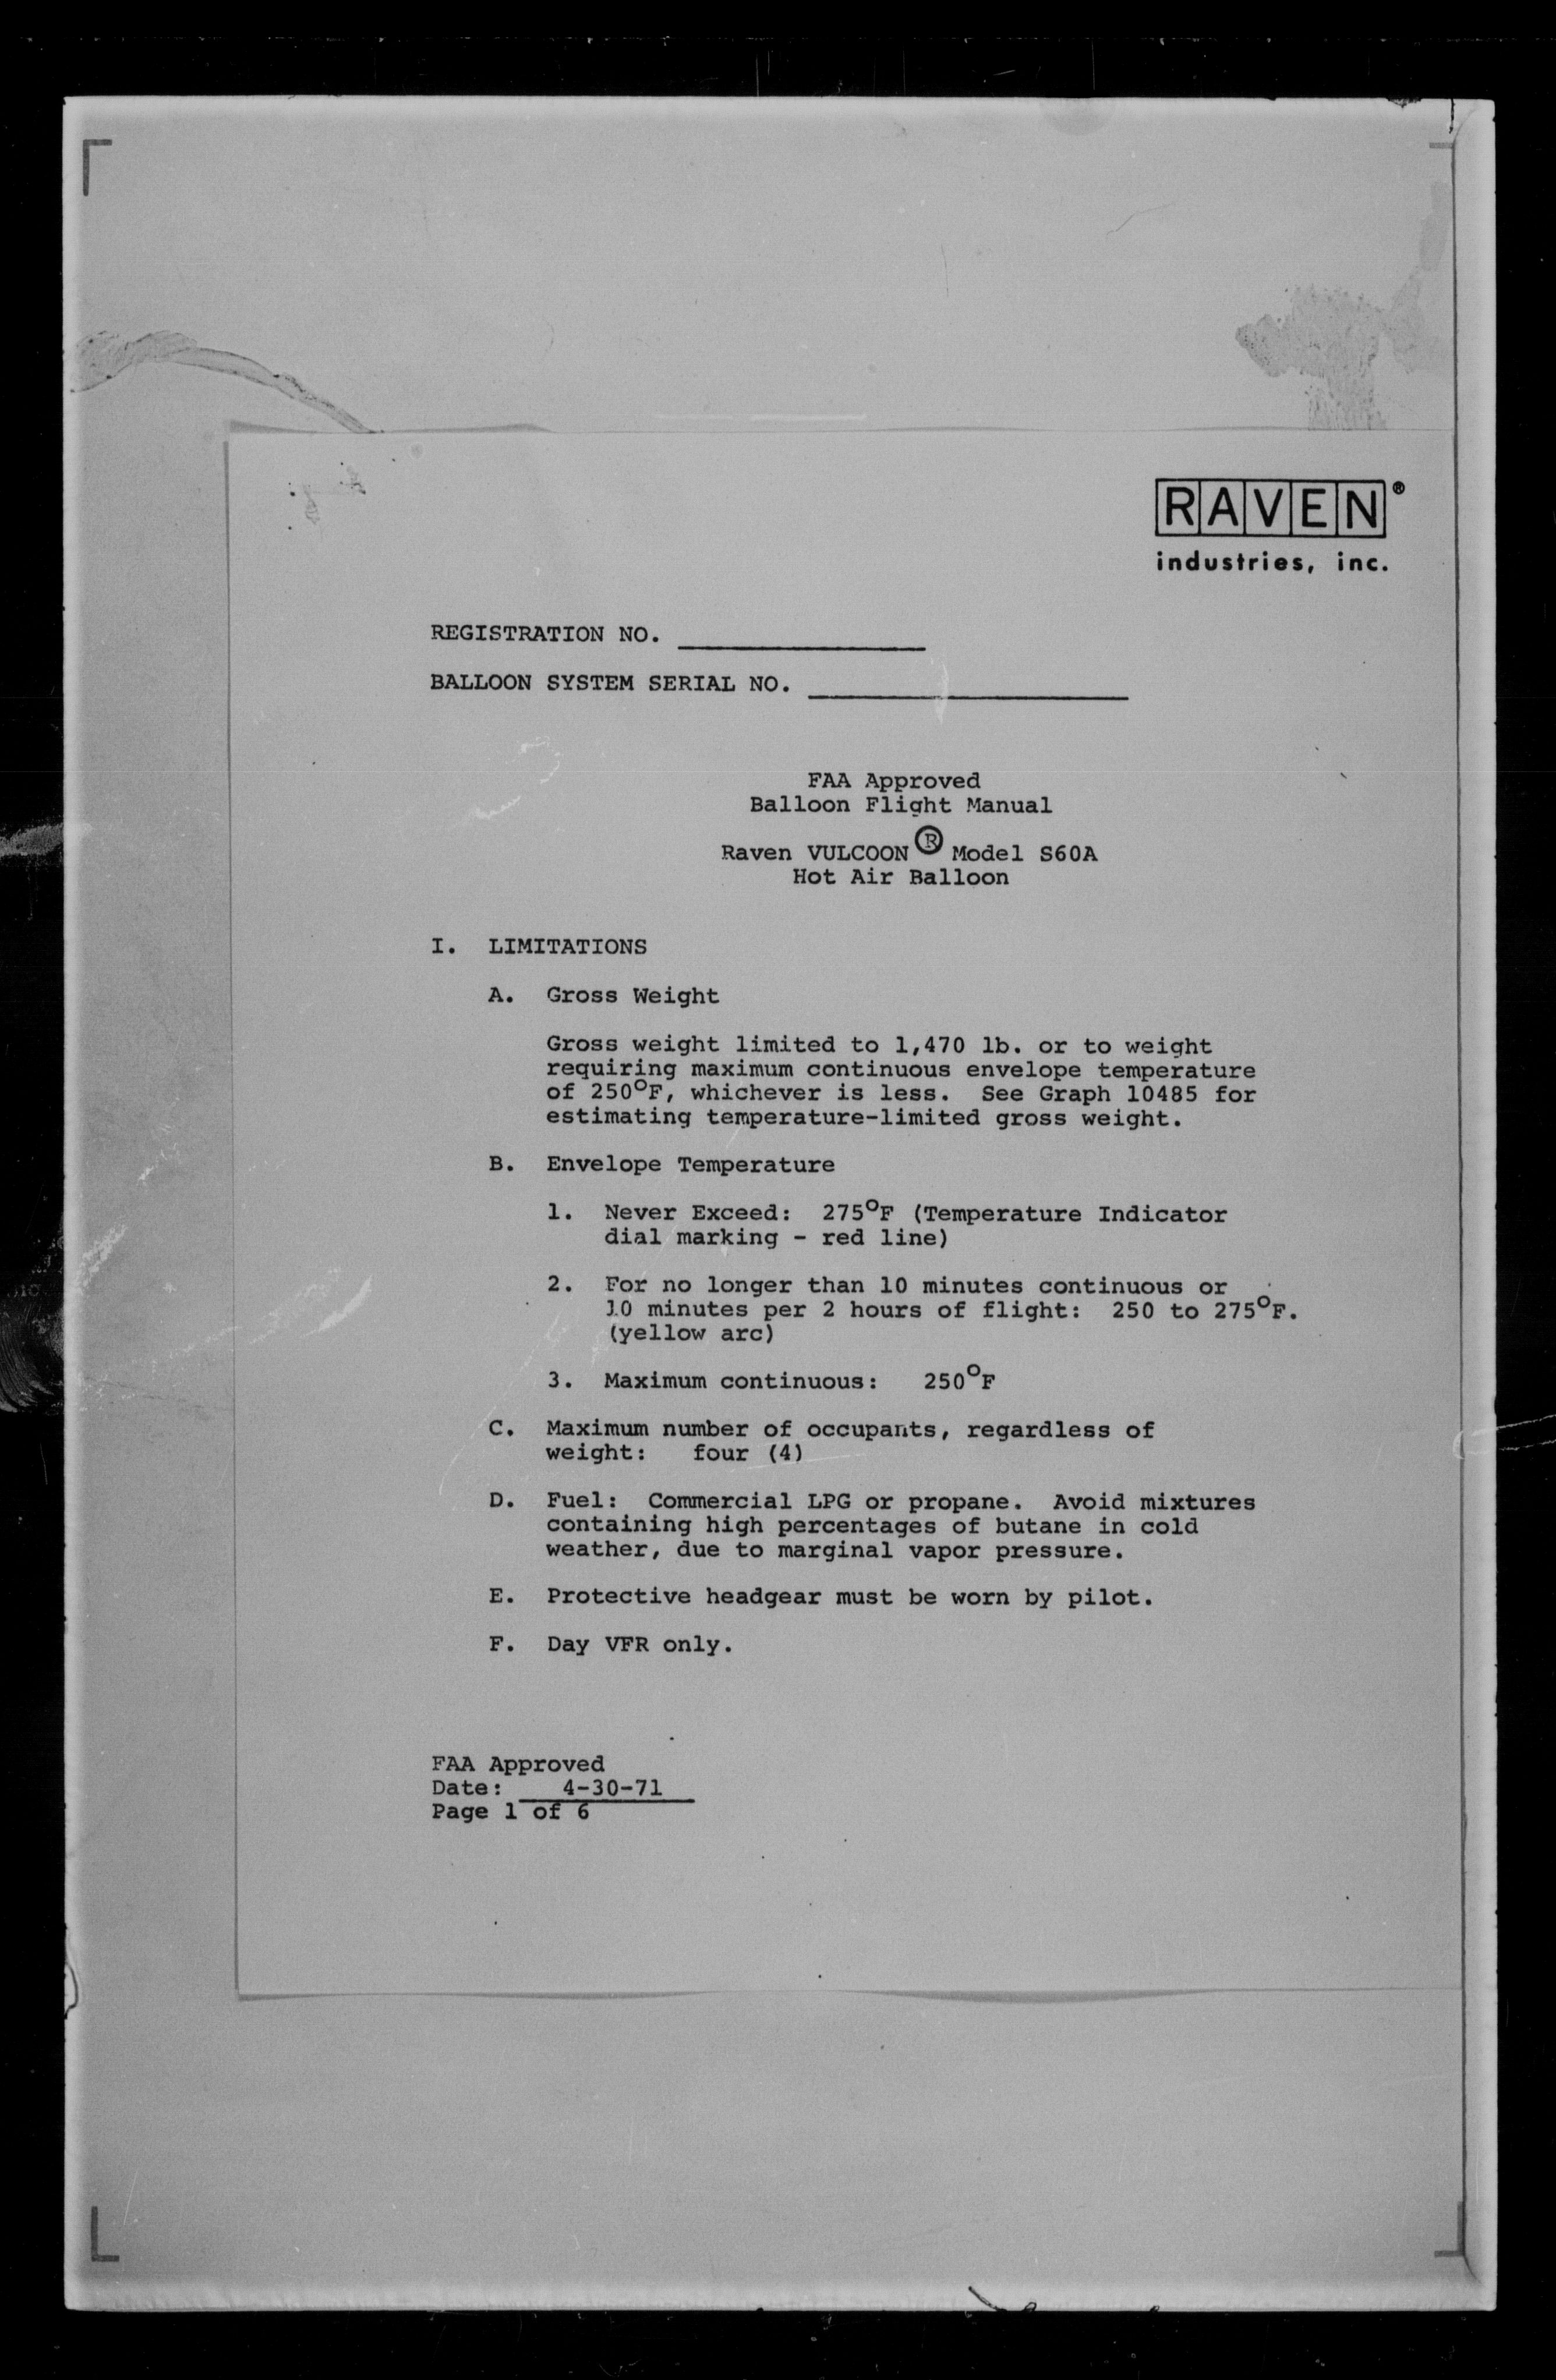 RAVEN®
industries, inc.
REGISTRATION NO.
BALLOON SYSTEM SERIAL NO.
FAA Approved
Balloon Flight Manual
Raven VULCOON® Model S60A
Hot Air Balloon
I. LIMITATIONS
A. Gross Weight
Gross weight limited to 1,470 lb. or to weight
requiring maximum continuous envelope temperature
of 250°F, whichever is less. See Graph 10485 for
estimating temperature-limited gross weight.
B. Envelope Temperature
1. Never Exceed: 275°F (Temperature Indicator
dial marking - red line)
2. For no longer than 10 minutes continuous or
10 minutes per 2 hours of flight: 250 to 275°F.
(yellow arc)
3. Maximum continuous: 250°F
C. Maximum number of occupants, regardless of
weight: four (4)
D. Fuel: Commercial LPG or propane. Avoid mixtures
containing high percentages of butane in cold
weather, due to marginal vapor pressure.
E. Protective headgear must be worn by pilot.
F. Day VFR only.
FAA Approved
Date: 4-30-71
Page 1 of 6